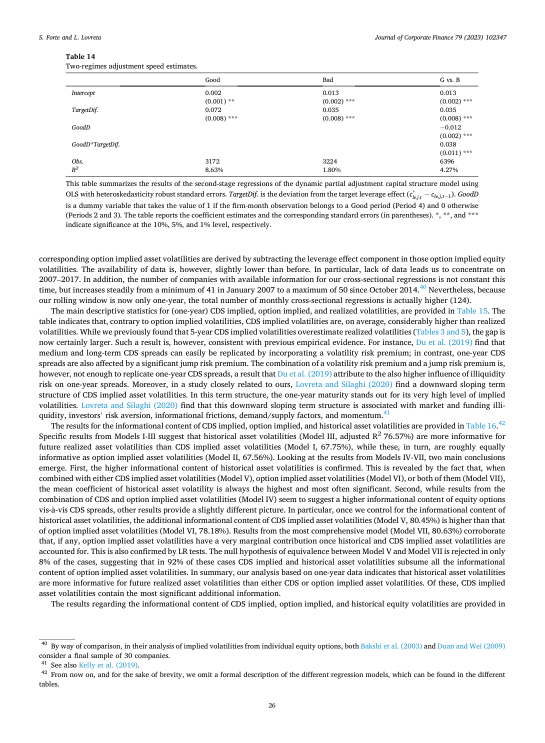 S. Forte and L. Lovreta
Journal of Corporate Finance 79 (2023) 102347
Table 14
Two-regimes adjustment speed estimates.
Good Bad G vs. B
Intercept 0.002 0.013 0.013
(0.001) ** (0.002) *** (0.002) ***
TargetDif. 0.072 0.035 0.035
(0.008) *** (0.008) *** (0.008) ***
GoodD −0.012
(0.002) ***
GoodD*TargetDif. 0.038
(0.011) ***
Obs. 3172 3224 6396
R² 8.63% 1.80% 4.27%
This table summarizes the results of the second-stage regressions of the dynamic partial adjustment capital structure model using
OLS with heteroskedasticity robust standard errors. TargetDif. is the deviation from the target leverage effect
GoodD
is a dummy variable that takes the value of 1 if the firm-month observation belongs to a Good period (Period 4) and 0 otherwise
(Periods 2 and 3). The table reports the coefficient estimates and the corresponding standard errors (in parentheses). *, **, and ***
indicate significance at the 10%, 5%, and 1% level, respectively.
corresponding option implied asset volatilities are derived by subtracting the leverage effect component in those option implied equity
volatilities. The availability of data is, however, slightly lower than before. In particular, lack of data leads us to concentrate on
2007–2017. In addition, the number of companies with available information for our cross-sectional regressions is not constant this
time, but increases steadily from a minimum of 41 in January 2007 to a maximum of 50 since October 2014.⁴⁰ Nevertheless, because
our rolling window is now only one-year, the total number of monthly cross-sectional regressions is actually higher (124).
The main descriptive statistics for (one-year) CDS implied, option implied, and realized volatilities, are provided in Table 15. The
table indicates that, contrary to option implied volatilities, CDS implied volatilities are, on average, considerably higher than realized
volatilities. While we previously found that 5-year CDS implied volatilities overestimate realized volatilities (Tables 3 and 5), the gap is
now certainly larger. Such a result is, however, consistent with previous empirical evidence. For instance, Du et al. (2019) find that
medium and long-term CDS spreads can easily be replicated by incorporating a volatility risk premium; in contrast, one-year CDS
spreads are also affected by a significant jump risk premium. The combination of a volatility risk premium and a jump risk premium is,
however, not enough to replicate one-year CDS spreads, a result that Du et al. (2019) attribute to the also higher influence of illiquidity
risk on one-year spreads. Moreover, in a study closely related to ours, Lovreta and Silaghi (2020) find a downward sloping term
structure of CDS implied asset volatilities. In this term structure, the one-year maturity stands out for its very high level of implied
volatilities. Lovreta and Silaghi (2020) find that this downward sloping term structure is associated with market and funding illi-
quidity, investors’ risk aversion, informational frictions, demand/supply factors, and momentum.⁴¹
The results for the informational content of CDS implied, option implied, and historical asset volatilities are provided in Table 16.⁴²
Specific results from Models I-III suggest that historical asset volatilities (Model III, adjusted R² 76.57%) are more informative for
future realized asset volatilities than CDS implied asset volatilities (Model I, 67.75%), while these, in turn, are roughly equally
informative as option implied asset volatilities (Model II, 67.56%). Looking at the results from Models IV-VII, two main conclusions
emerge. First, the higher informational content of historical asset volatilities is confirmed. This is revealed by the fact that, when
combined with either CDS implied asset volatilities (Model V), option implied asset volatilities (Model VI), or both of them (Model VII),
the mean coefficient of historical asset volatility is always the highest and most often significant. Second, while results from the
combination of CDS and option implied asset volatilities (Model IV) seem to suggest a higher informational content of equity options
vis-à-vis CDS spreads, other results provide a slightly different picture. In particular, once we control for the informational content of
historical asset volatilities, the additional informational content of CDS implied asset volatilities (Model V, 80.45%) is higher than that
of option implied asset volatilities (Model VI, 78.18%). Results from the most comprehensive model (Model VII, 80.63%) corroborate
that, if any, option implied asset volatilities have a very marginal contribution once historical and CDS implied asset volatilities are
accounted for. This is also confirmed by LR tests. The null hypothesis of equivalence between Model V and Model VII is rejected in only
8% of the cases, suggesting that in 92% of these cases CDS implied and historical asset volatilities subsume all the informational
content of option implied asset volatilities. In summary, our analysis based on one-year data indicates that historical asset volatilities
are more informative for future realized asset volatilities than either CDS or option implied asset volatilities. Of these, CDS implied
asset volatilities contain the most significant additional information.
The results regarding the informational content of CDS implied, option implied, and historical equity volatilities are provided in
⁴⁰ By way of comparison, in their analysis of implied volatilities from individual equity options, both Bakshi et al. (2003) and Duan and Wei (2009)
consider a final sample of 30 companies.
⁴¹ See also Kelly et al. (2019).
⁴² From now on, and for the sake of brevity, we omit a formal description of the different regression models, which can be found in the different
tables.
26